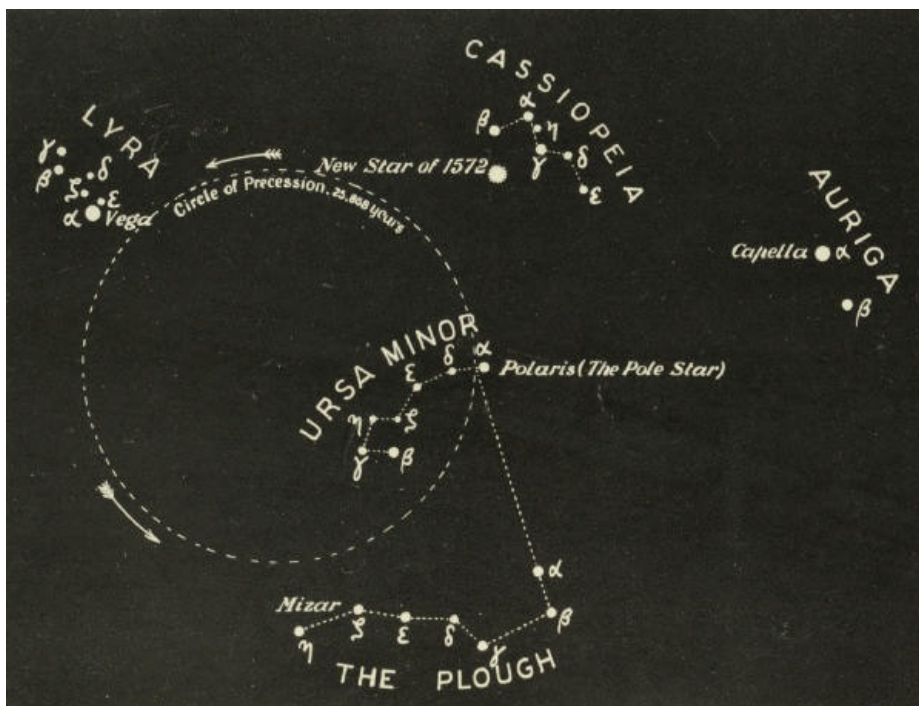 CASSIOPEIA
α
β
η
γ
δ
ε
New Star of 1572
LYRA
γ
β
δ
ζ
ε
α Vega
Circle of Precession. 25,868 years
AURIGA
Capella α
β
URSA MINOR
α
δ
ε
Polaris (The Pole Star)
η
ζ
γ
β
α
β
Mizar
η
ζ
ε
δ
γ
THE PLOUGH